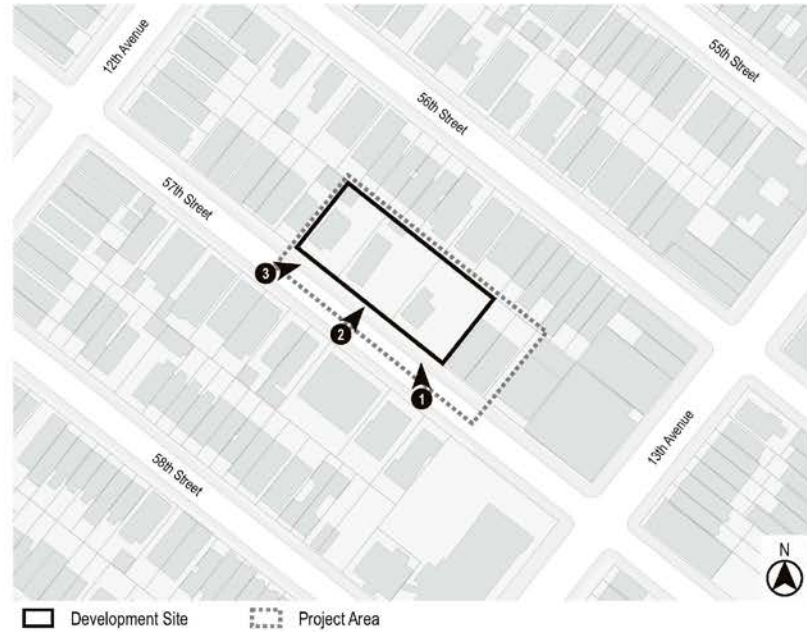 12th Avenue
55th Street
56th Street
57th Street
3
2
1
13th Avenue
58th Street
N
Development Site
Project Area